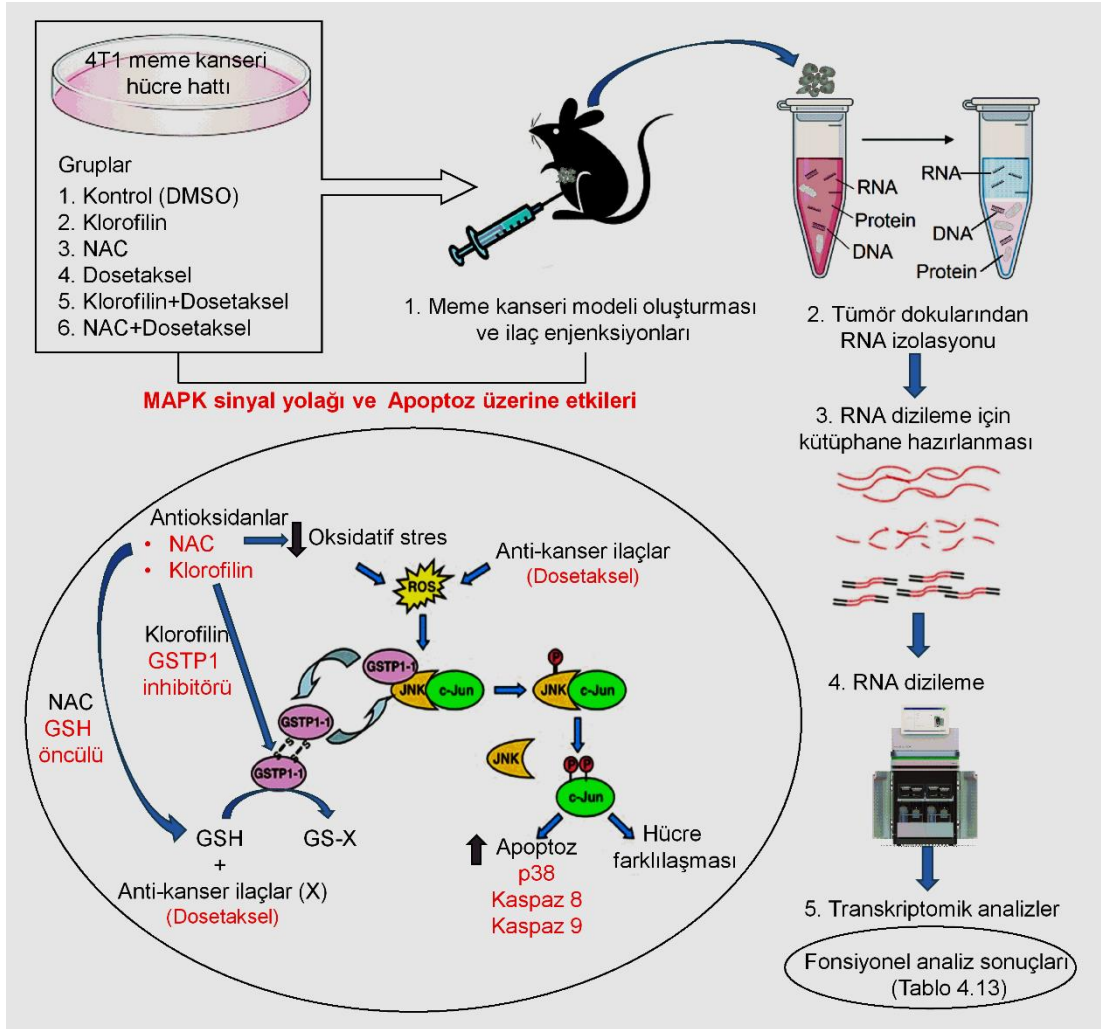 4T1 meme kanseri
hücre hattı
Gruplar
1. Kontrol (DMSO)
2. Klorofilin
3. NAC
4. Dosetaksel
5. Klorofilin+Dosetaksel
6. NAC+Dosetaksel
1. Meme kanseri modeli oluşturması
ve ilaç enjenksiyonları
RNA
Protein
DNA
RNA
DNA
Protein
2. Tümör dokularından
RNA izolasyonu
MAPK sinyal yolağı ve Apoptoz üzerine etkileri
3. RNA dizileme için
kütüphane hazırlanması
4. RNA dizileme
5. Transkriptomik analizler
Fonsiyonel analiz sonuçları
(Tablo 4.13)
Antioksidanlar
• NAC
• Klorofilin
Oksidatif stres
Anti-kanser ilaçlar
(Dosetaksel)
ROS
Klorofilin
GSTP1
inhibitörü
NAC
GSH
öncülü
GSTP1-1
JNK
c-Jun
P
JNK
c-Jun
GSTP1-1
S S
S S
GSTP1-1
JNK
P P
c-Jun
GSH
GS-X
+
Anti-kanser ilaçlar (X)
(Dosetaksel)
Apoptoz
p38
Kaspaz 8
Kaspaz 9
Hücre
farklılaşması